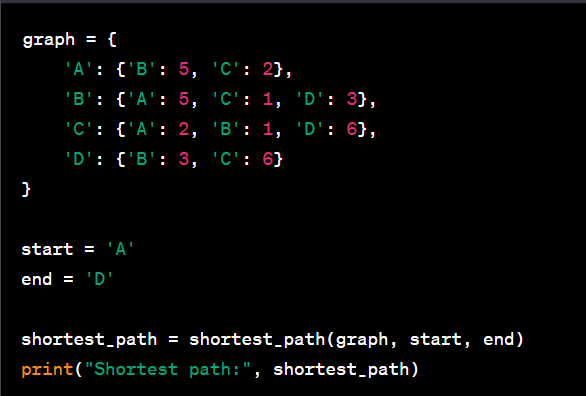 graph = {
    'A': {'B': 5, 'C': 2},
    'B': {'A': 5, 'C': 1, 'D': 3},
    'C': {'A': 2, 'B': 1, 'D': 6},
    'D': {'B': 3, 'C': 6}
}
start = 'A'
end = 'D'
shortest_path = shortest_path(graph, start, end)
print("Shortest path:", shortest_path)